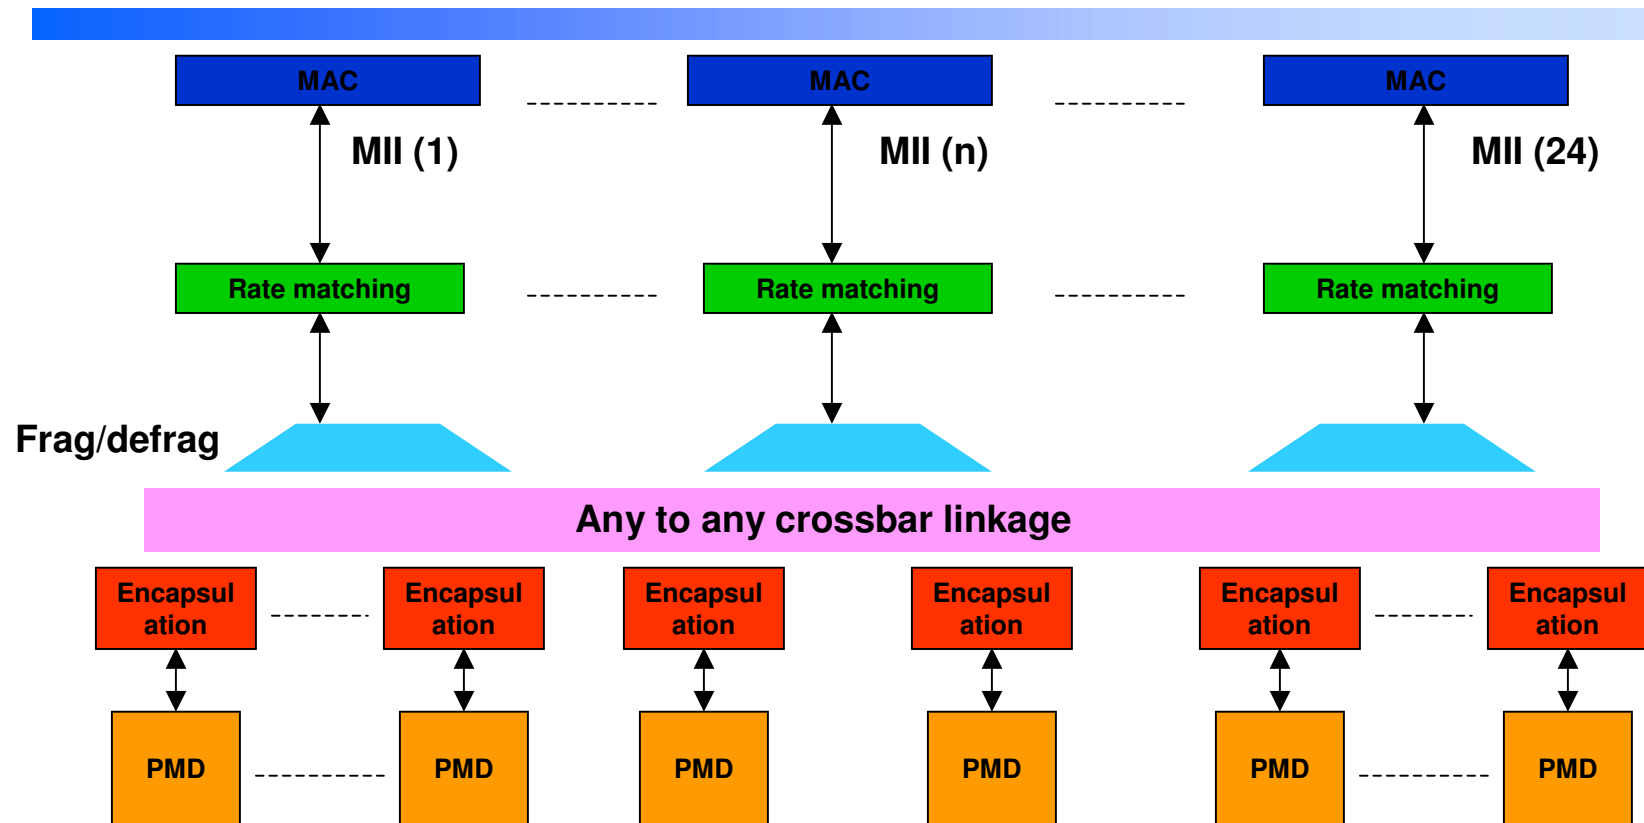 MAC
MAC
MAC
MII (1)
MII (n)
MII (24)
Rate matching
Rate matching
Rate matching
Frag/defrag
Any to any crossbar linkage
Encapsul
ation
Encapsul
ation
Encapsul
ation
Encapsul
ation
Encapsul
ation
Encapsul
ation
PMD
PMD
PMD
PMD
PMD
PMD